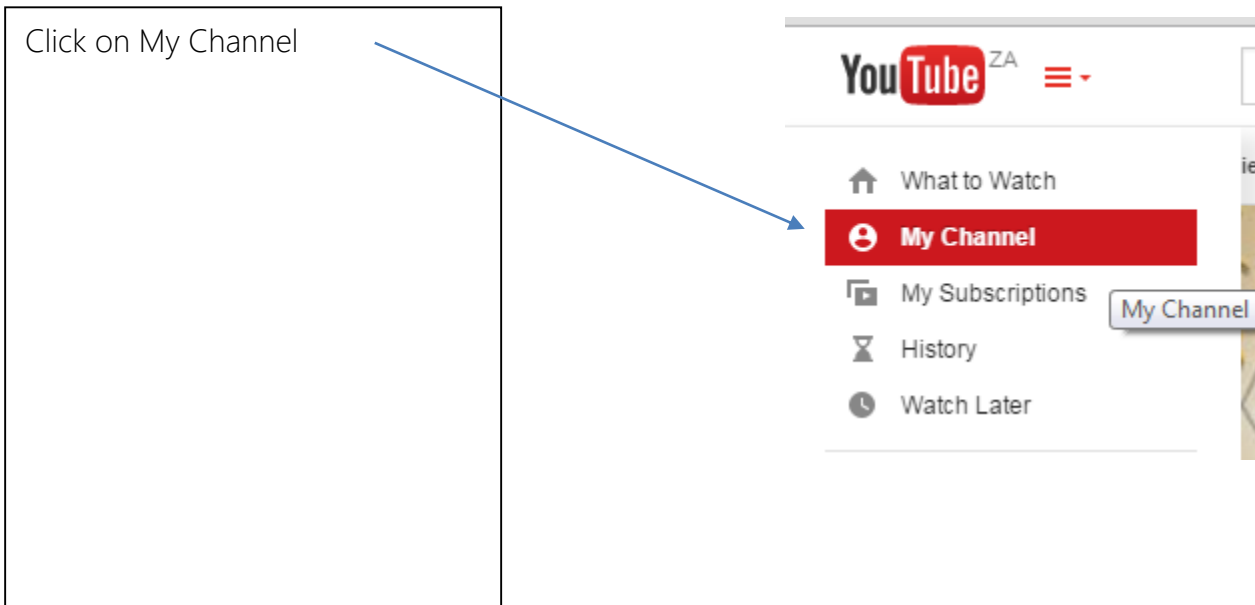 Click on My Channel
YouTube ZA
What to Watch
My Channel
My Subscriptions
My Channel
History
Watch Later